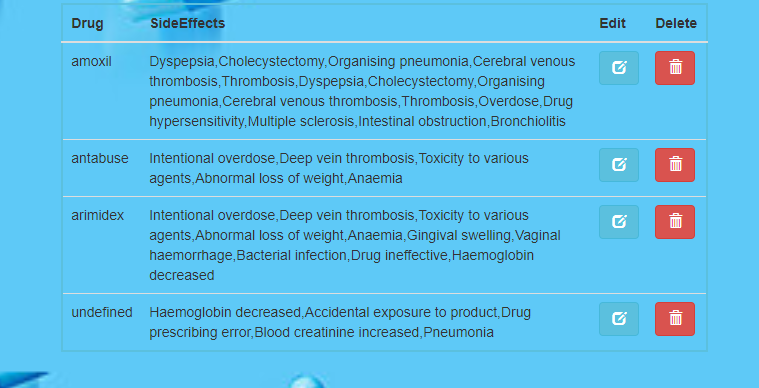 Drug SideEffects Edit Delete
amoxil Dyspepsia,Cholecystectomy,Organising pneumonia,Cerebral venous
thrombosis,Thrombosis,Dyspepsia,Cholecystectomy,Organising
pneumonia,Cerebral venous thrombosis,Thrombosis,Overdose,Drug
hypersensitivity,Multiple sclerosis,Intestinal obstruction,Bronchiolitis
antabuse Intentional overdose,Deep vein thrombosis,Toxicity to various
agents,Abnormal loss of weight,Anaemia
arimidex Intentional overdose,Deep vein thrombosis,Toxicity to various
agents,Abnormal loss of weight,Anaemia,Gingival swelling,Vaginal
haemorrhage,Bacterial infection,Drug ineffective,Haemoglobin
decreased
undefined Haemoglobin decreased,Accidental exposure to product,Drug
prescribing error,Blood creatinine increased,Pneumonia